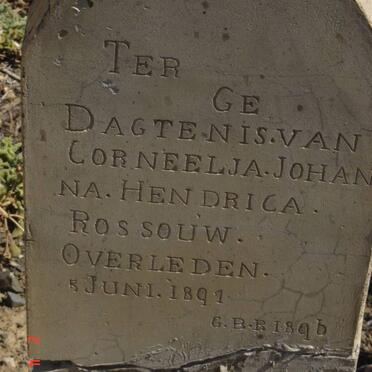 TER
GE
DAGTENIS.VAN
CORNEELJA.JOHAN
NA.HENDRICA.
ROSSOUW.
OVERLEDEN.
5 JUNI.1891
G.B.R 1896